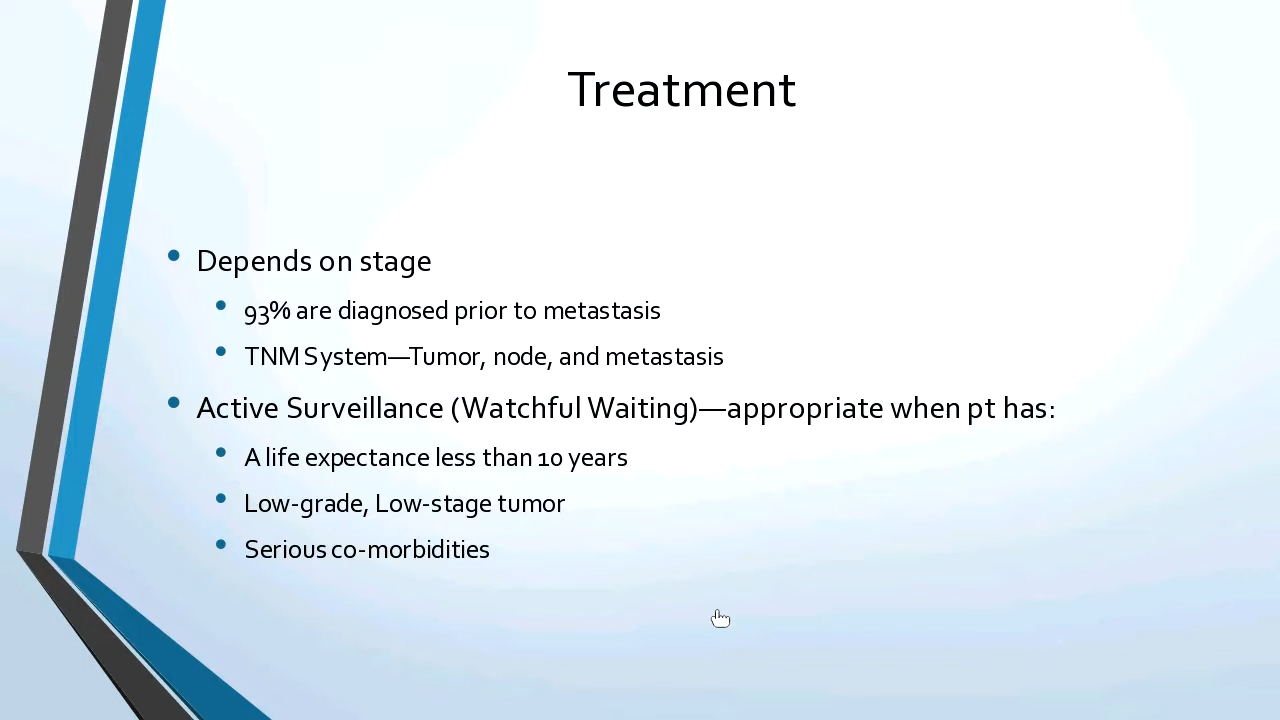 Treatment
• Depends on stage
• 93% are diagnosed prior to metastasis
• TNM System—Tumor, node, and metastasis
• Active Surveillance (Watchful Waiting)—appropriate when pt has:
• A life expectance less than 10 years
• Low-grade, Low-stage tumor
• Serious co-morbidities